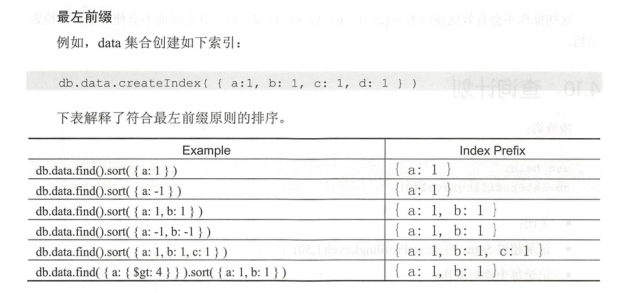 最左前缀
例如，data 集合创建如下索引：
db.data.createIndex( { a:1, b: 1, c: 1, d: 1 } )
下表解释了符合最左前缀原则的排序。
Example Index Prefix
db.data.find().sort( { a: 1 } ) { a: 1 }
db.data.find().sort( { a: -1 } ) { a: 1 }
db.data.find().sort( { a: 1, b: 1 } ) { a: 1, b: 1 }
db.data.find().sort( { a: -1, b: -1 } ) { a: 1, b: 1 }
db.data.find().sort( { a: 1, b: 1, c: 1 } ) { a: 1, b:1, c: 1 }
db.data.find( { a: { $gt: 4 } } ).sort( { a: 1, b: 1 } ) { a: 1, b: 1 }